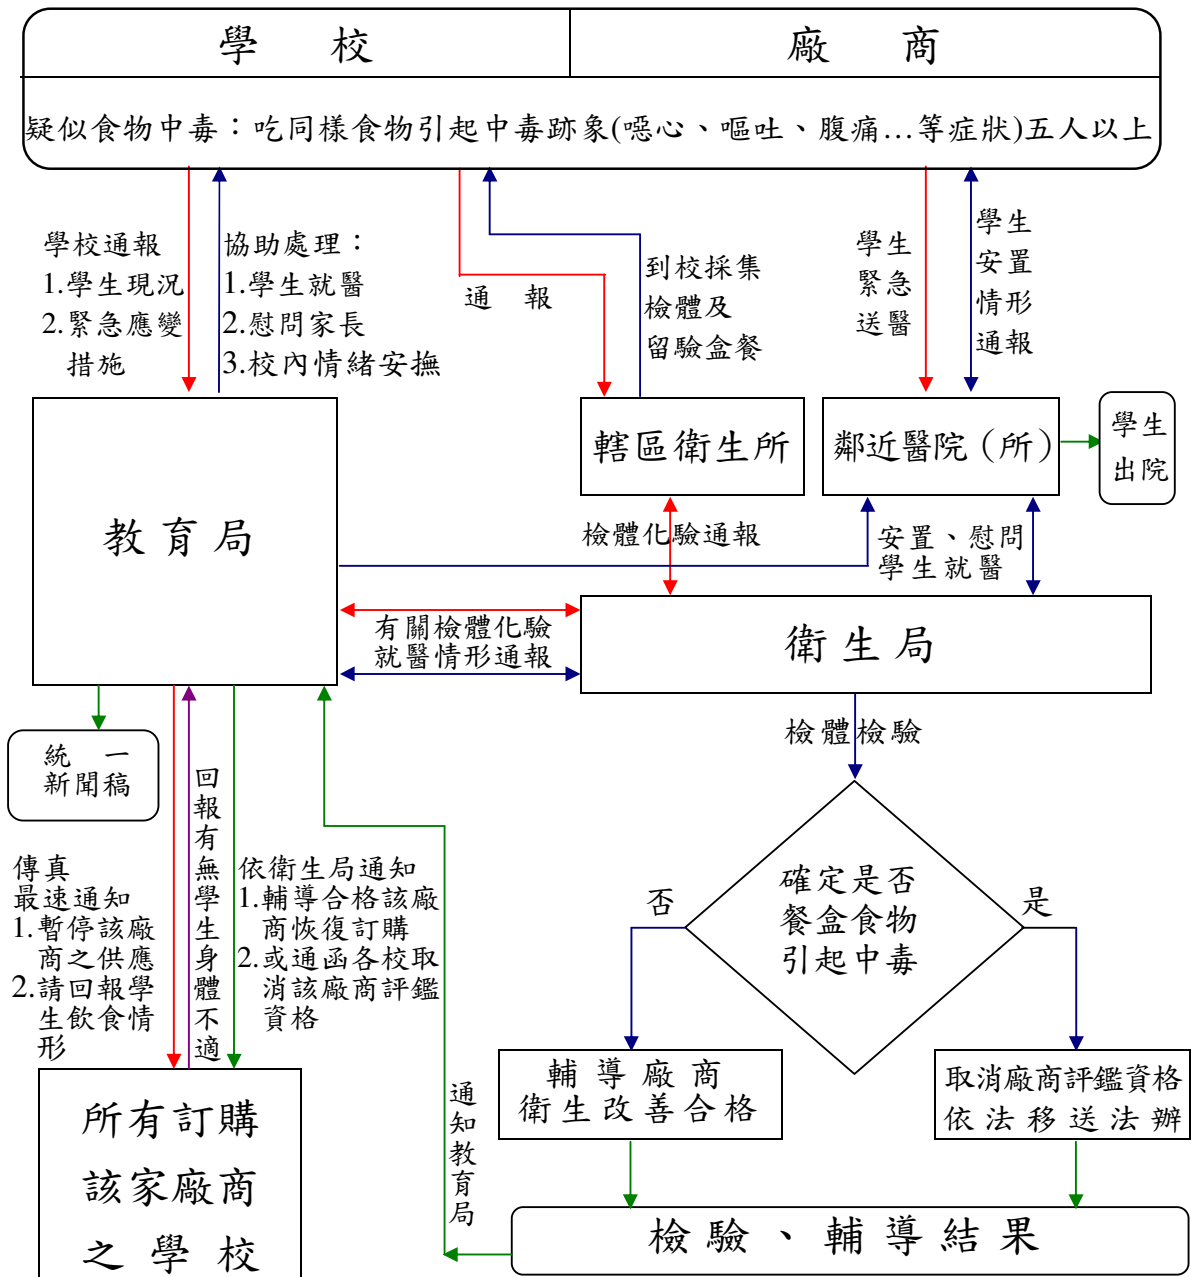 學 校
廠 商
疑似食物中毒：吃同樣食物引起中毒跡象(噁心、嘔吐、腹痛…等症狀)五人以上
學校通報
1.學生現況
2.緊急應變
措施
協助處理：
1.學生就醫
2.慰問家長
3.校內情緒安撫
通 報
到校採集
檢體及
留驗盒餐
學生
緊急
送醫
學生
安置
情形
通報
教育局
轄區衛生所
鄰近醫院（所）
學生
出院
檢體化驗通報
安置、慰問
學生就醫
有關檢體化驗
就醫情形通報
衛生局
檢體檢驗
統 一
新聞稿
回報有無學生身體不適
傳真
最速通知
1.暫停該廠
商之供應
2.請回報學
生飲食情
形
依衛生局通知
1.輔導合格該廠
商恢復訂購
2.或通函各校取
消該廠商評鑑
資格
否
確定是否
餐盒食物
引起中毒
是
輔導廠商
衛生改善合格
取消廠商評鑑資格
依法移送法辦
通知教育局
所有訂購
該家廠商
之學校
檢驗、輔導結果